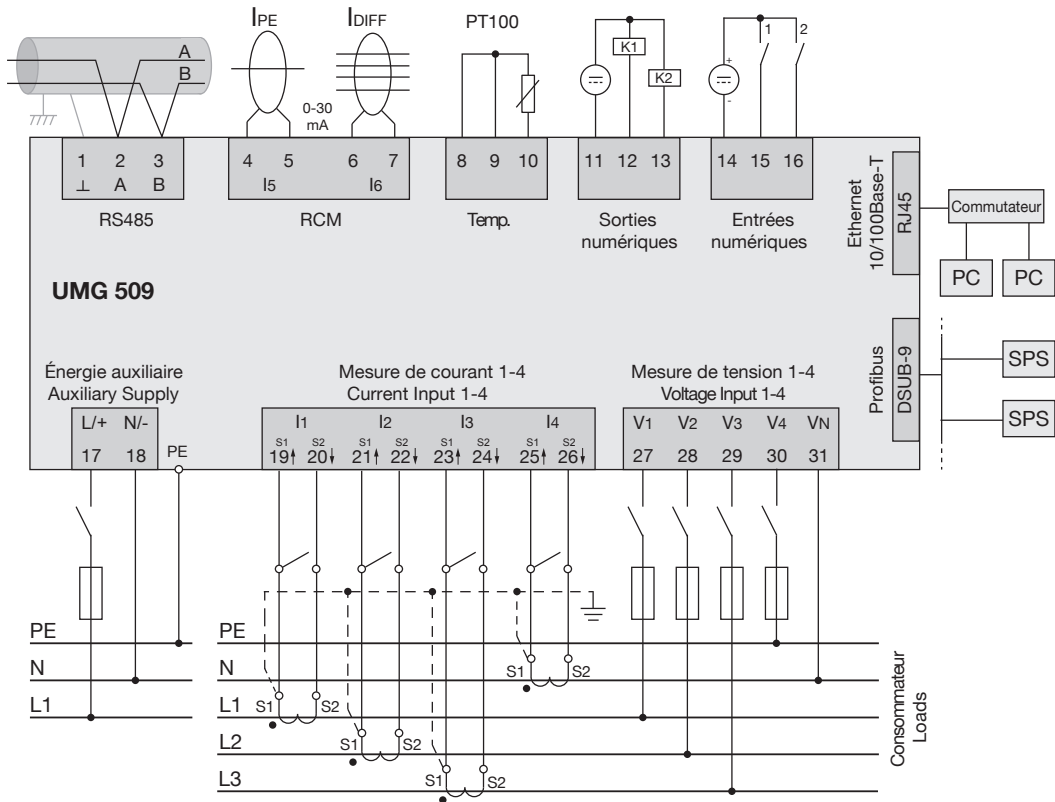 IPE
IDIFF
PT100
K1
K2
1
2
+
-
A
B
0-30
mA
1 2 3
⊥ A B
4 5
6 7
I5 I6
8 9 10
11 12 13
14 15 16
RS485
RCM
Temp.
Sorties
numériques
Entrées
numériques
Ethernet
10/100Base-T
RJ45
Commutateur
PC
PC
UMG 509
Profibus
DSUB-9
SPS
SPS
Énergie auxiliaire
Auxiliary Supply
L/+ N/-
17 18
PE
Mesure de courant 1-4
Current Input 1-4
I1 I2 I3 I4
S1 S2 S1 S2 S1 S2 S1 S2
19 20 21 22 23 24 25 26
Mesure de tension 1-4
Voltage Input 1-4
V1 V2 V3 V4 VN
27 28 29 30 31
PE
N
L1
PE
N
L1
L2
L3
S1 S2
S1 S2
S1 S2
S1 S2
Consommateur
Loads